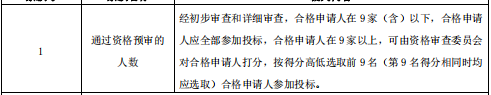 1
通过资格预审的
人数
经初步审查和详细审查，合格申请人在 9 家（含）以下，合格申请
人应全部参加投标，合格申请人在 9 家以上，可由资格审查委员会
对合格申请人打分，按得分高低选取前 9 名（第 9 名得分相同时均
应选取）合格申请人参加投标。